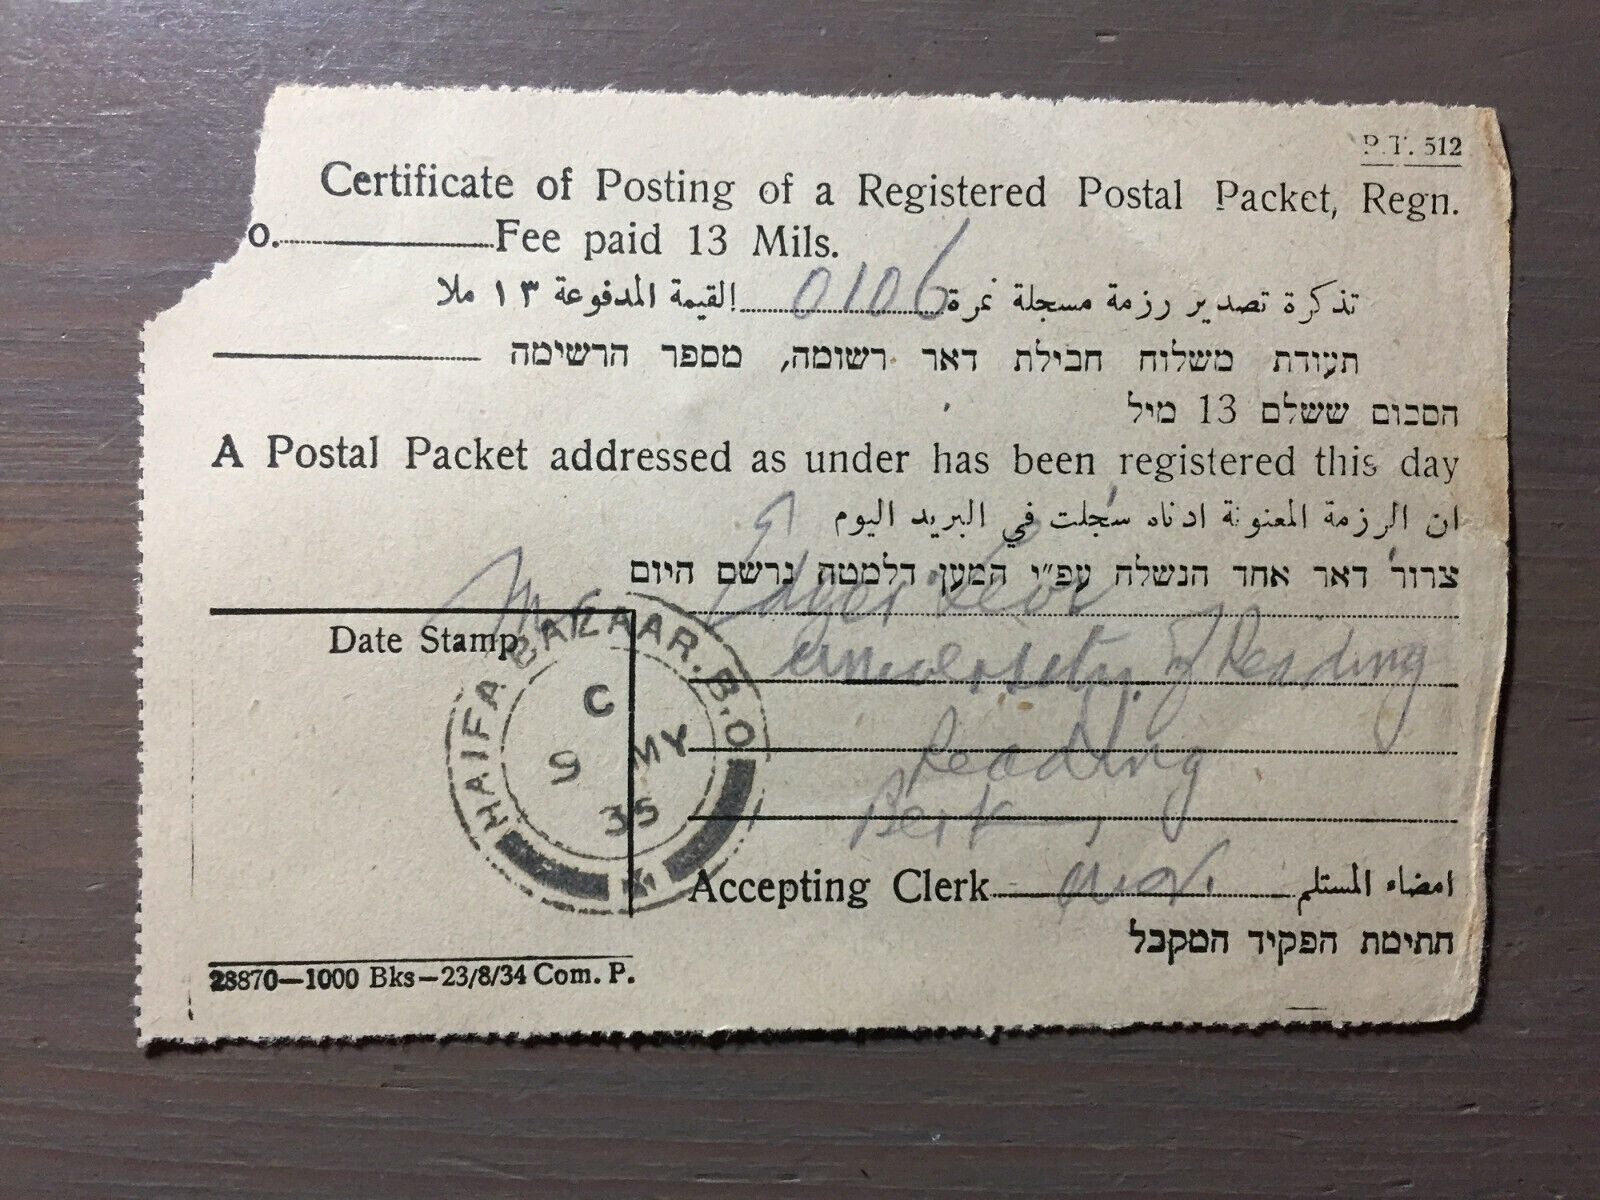 P.T. 512
Certificate of Posting of a Registered Postal Packet, Regn.
o. Fee paid 13 Mils.
تذكرة تصدير رزمة مسجلة نمرة 0106 القيمة المدفوعة ١٣ ملا
תעודת משלוח חבילת דאר רשומה, מספר הרשימה
הסכום ששלם 13 מיל
A Postal Packet addressed as under has been registered this day
ان الرزمة المعنونة ادناه سُجلت في البريد اليوم
צרור דאר אחד הנשלח עפ״י המען דלמטה נרשם היום
Date Stamp
HAIFA BAZAAR. B.O
C
9 MY
35
University of Reading
Reading
Berk
Accepting Clerk امضاء المستلم
חתימת הפקיד המקבל
28870—1000 Bks—23/8/34 Com. P.